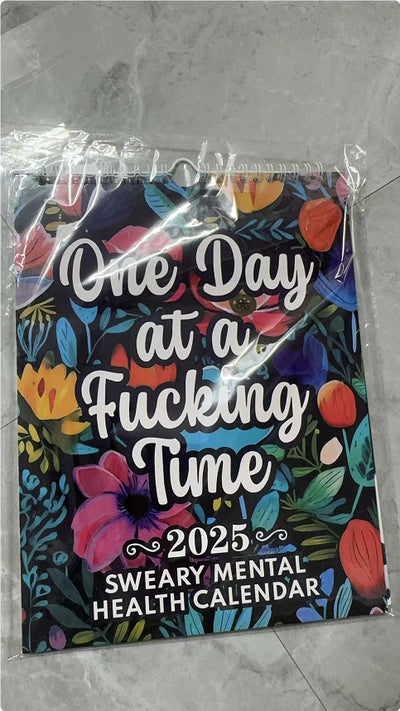 One Day
at a
Fucking
Time
2025
SWEARY MENTAL
HEALTH CALENDAR